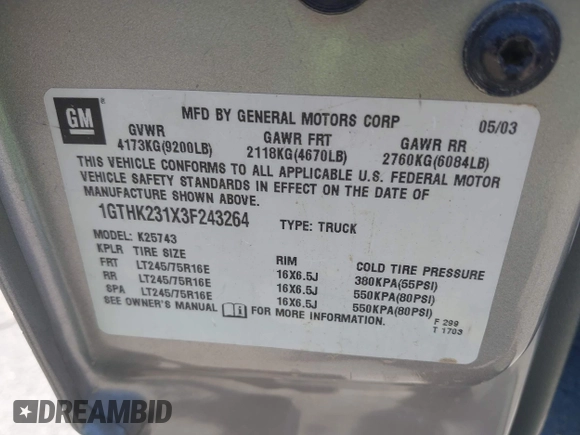 GM
MFD BY GENERAL MOTORS CORP 05/03
GVWR GAWR FRT GAWR RR
4173KG(9200LB) 2118KG(4670LB) 2760KG(6084LB)
THIS VEHICLE CONFORMS TO ALL APPLICABLE U.S. FEDERAL MOTOR
VEHICLE SAFETY STANDARDS IN EFFECT ON THE DATE OF
MANUFACTURE SHOWN ABOVE.
1GTHK231X3F243264 TYPE: TRUCK
MODEL: K25743
KPLR TIRE SIZE RIM COLD TIRE PRESSURE
FRT LT245/75R16E 16X6.5J 380KPA(55PSI)
RR LT245/75R16E 16X6.5J 550KPA(80PSI)
SPA LT245/75R16E 16X6.5J 550KPA(80PSI)
SEE OWNER'S MANUAL FOR MORE INFORMATION.
F 299
T 1703
DREAMBID